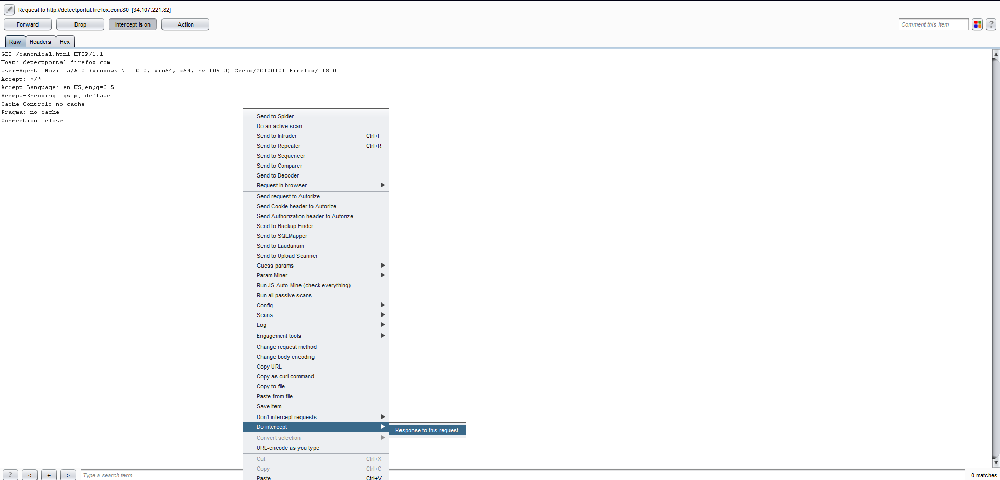 Request to http://detectportal.firefox.com:80 [34.107.221.82]
Forward Drop Intercept is on Action Comment this item ?
Raw Headers Hex
GET /canonical.html HTTP/1.1
Host: detectportal.firefox.com
User-Agent: Mozilla/5.0 (Windows NT 10.0; Win64; x64; rv:109.0) Gecko/20100101 Firefox/118.0
Accept: */*
Accept-Language: en-US,en;q=0.5
Accept-Encoding: gzip, deflate
Cache-Control: no-cache
Pragma: no-cache
Connection: close
Send to Spider
Do an active scan
Send to Intruder Ctrl+I
Send to Repeater Ctrl+R
Send to Sequencer
Send to Comparer
Send to Decoder
Request in browser
Send request to Autorize
Send Cookie header to Autorize
Send Authorization header to Autorize
Send to Backup Finder
Send to SQLMapper
Send to Laudanum
Send to Upload Scanner
Guess params
Param Miner
Run JS Auto-Mine (check everything)
Run all passive scans
Config
Scans
Log
Engagement tools
Change request method
Change body encoding
Copy URL
Copy as curl command
Copy to file
Paste from file
Save item
Don't intercept requests
Do intercept
Response to this request
Convert selection
URL-encode as you type
Cut Ctrl+X
Copy Ctrl+C
Paste Ctrl+V
? < + > Type a search term 0 matches